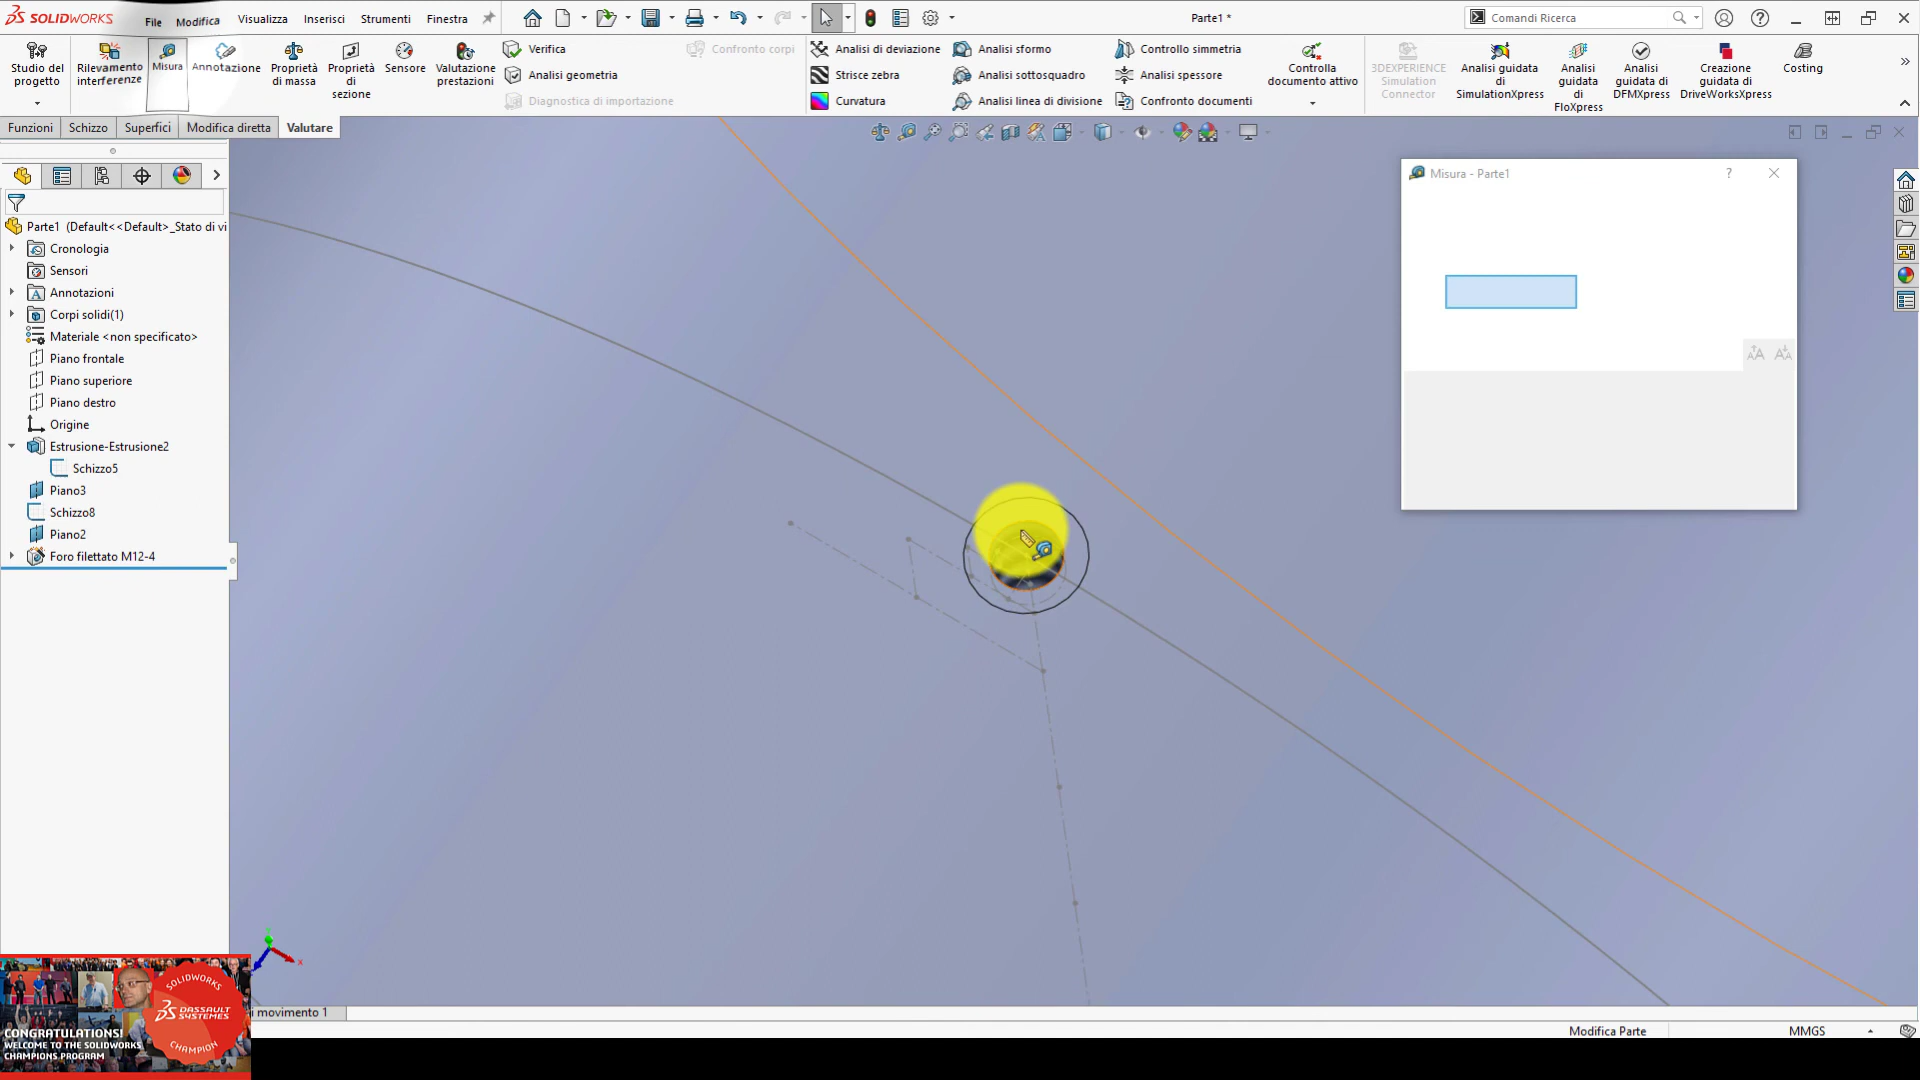 SOLIDWORKS
File
Modifica
Visualizza
Inserisci
Strumenti
Finestra
Parte1 *
Comandi Ricerca
Studio del
progetto
Rilevamento
interferenze
Misura
Annotazione
Proprietà
di massa
Proprietà
di
sezione
Sensore
Valutazione
prestazioni
Verifica
Analisi geometria
Diagnostica di importazione
Confronto corpi
Analisi di deviazione
Strisce zebra
Curvatura
Analisi sformo
Analisi sottosquadro
Analisi linea di divisione
Controllo simmetria
Analisi spessore
Confronto documenti
Controlla
documento attivo
3DEXPERIENCE
Simulation
Connector
Analisi guidata
di
SimulationXpress
Analisi
guidata
di
FloXpress
Analisi
guidata di
DFMXpress
Creazione
guidata di
DriveWorksXpress
Costing
Funzioni
Schizzo
Superfici
Modifica diretta
Valutare
Parte1 (Default<<Default>_Stato di vi
Cronologia
Sensori
Annotazioni
Corpi solidi(1)
Materiale <non specificato>
Piano frontale
Piano superiore
Piano destro
Origine
Estrusione-Estrusione2
Schizzo5
Piano3
Schizzo8
Piano2
Foro filettato M12-4
Misura - Parte1
?
x
SOLIDWORKS
DASSAULT
SYSTEMES
CHAMPION
CONGRATULATIONS!
WELCOME TO THE SOLIDWORKS
CHAMPIONS PROGRAM
i movimento 1
Modifica Parte
MMGS